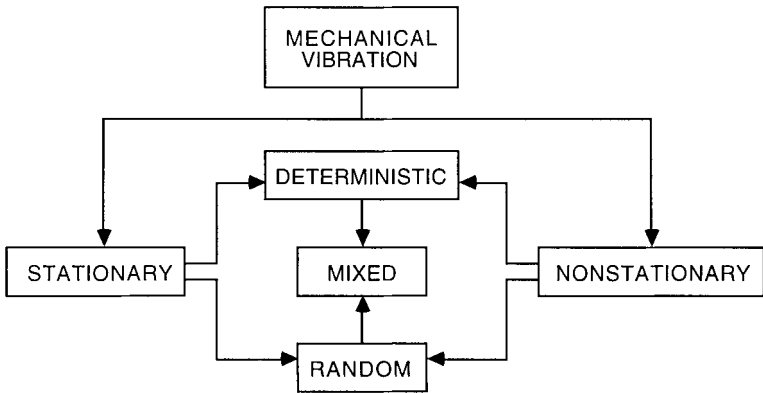 MECHANICAL
VIBRATION
DETERMINISTIC
STATIONARY
MIXED
NONSTATIONARY
RANDOM